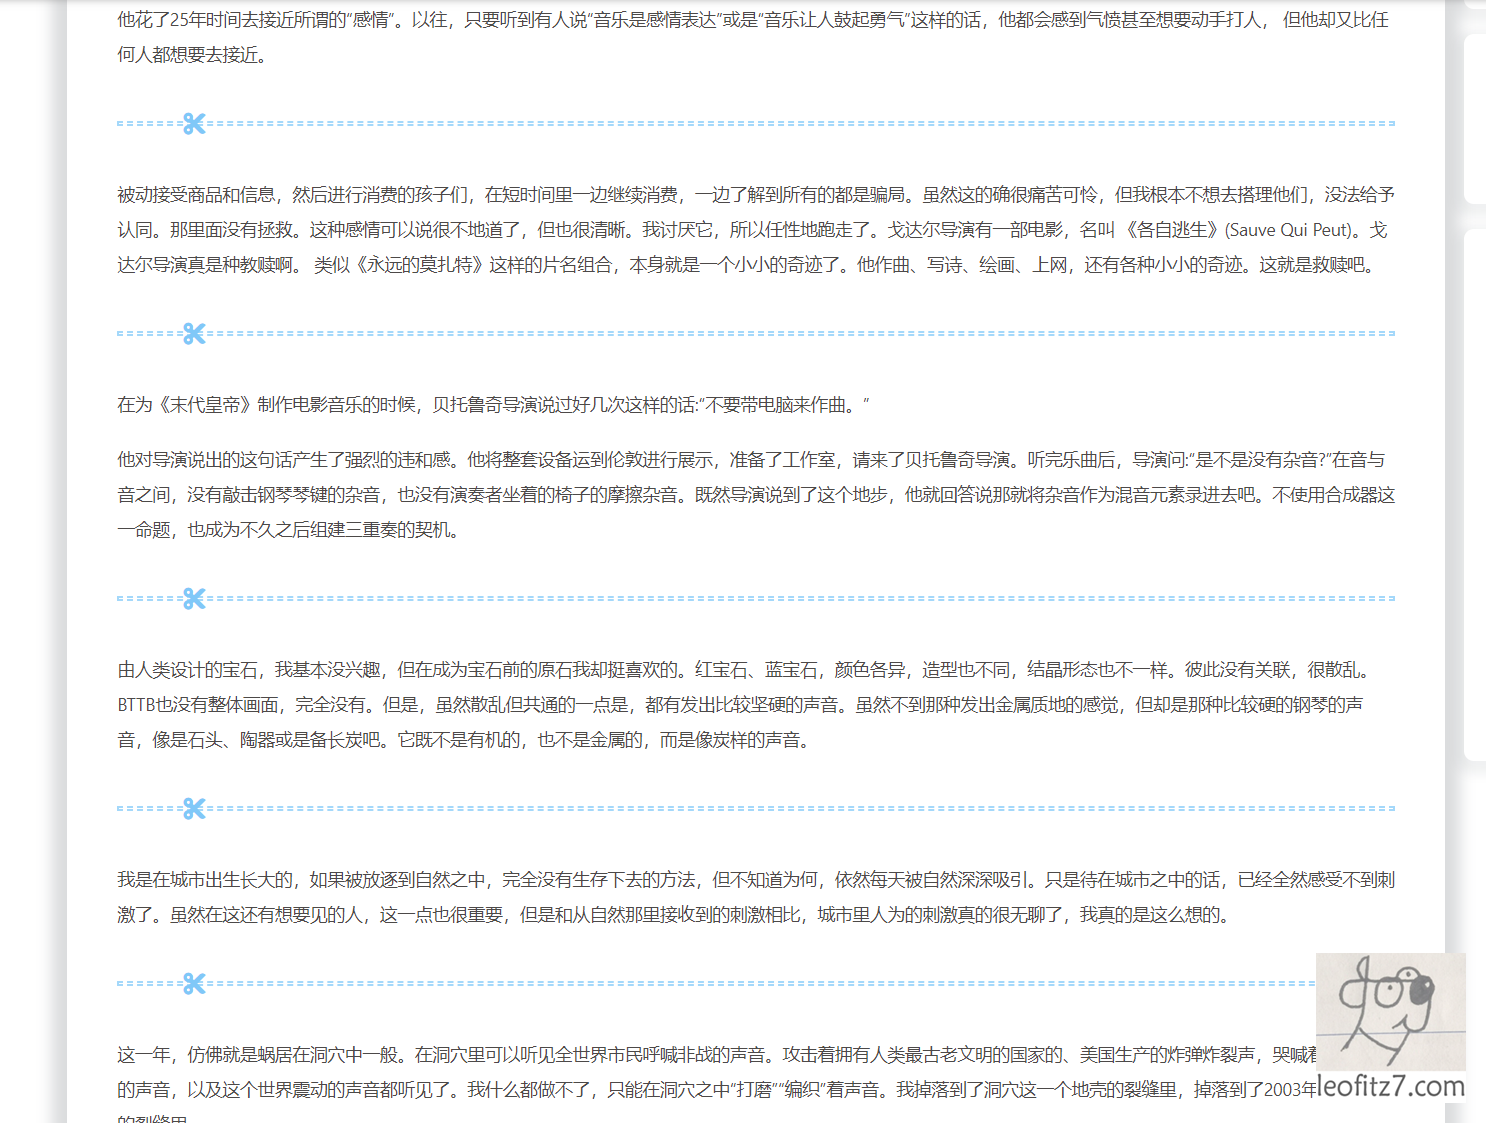 他花了25年时间去接近所谓的“感情”。以往，只要听到有人说“音乐是感情表达”或是“音乐让人鼓起勇气”这样的话，他都会感到气愤甚至想要动手打人， 但他却又比任
何人都想要去接近。
被动接受商品和信息，然后进行消费的孩子们，在短时间里一边继续消费，一边了解到所有的都是骗局。虽然这的确很痛苦可怜，但我根本不想去搭理他们，没法给予
认同。那里面没有拯救。这种感情可以说很不地道了，但也很清晰。我讨厌它，所以任性地跑走了。戈达尔导演有一部电影，名叫 《各自逃生》(Sauve Qui Peut)。戈
达尔导演真是种教赎啊。 类似《永远的莫扎特》这样的片名组合，本身就是一个小小的奇迹了。他作曲、写诗、绘画、上网，还有各种小小的奇迹。这就是救赎吧。
在为《末代皇帝》制作电影音乐的时候，贝托鲁奇导演说过好几次这样的话:“不要带电脑来作曲。”
他对导演说出的这句话产生了强烈的违和感。他将整套设备运到伦敦进行展示，准备了工作室，请来了贝托鲁奇导演。听完乐曲后，导演问:“是不是没有杂音?”在音与
音之间，没有敲击钢琴琴键的杂音，也没有演奏者坐着的椅子的摩擦杂音。既然导演说到了这个地步，他就回答说那就将杂音作为混音元素录进去吧。不使用合成器这
一命题，也成为不久之后组建三重奏的契机。
由人类设计的宝石，我基本没兴趣，但在成为宝石前的原石我却挺喜欢的。红宝石、蓝宝石，颜色各异，造型也不同，结晶形态也不一样。彼此没有关联，很散乱。
BTTB也没有整体画面，完全没有。但是，虽然散乱但共通的一点是，都有发出比较坚硬的声音。虽然不到那种发出金属质地的感觉，但却是那种比较硬的钢琴的声
音，像是石头、陶器或是备长炭吧。它既不是有机的，也不是金属的，而是像炭样的声音。
我是在城市出生长大的，如果被放逐到自然之中，完全没有生存下去的方法，但不知道为何，依然每天被自然深深吸引。只是待在城市之中的话，已经全然感受不到刺
激了。虽然在这还有想要见的人，这一点也很重要，但是和从自然那里接收到的刺激相比，城市里人为的刺激真的很无聊了，我真的是这么想的。
这一年，仿佛就是蜗居在洞穴中一般。在洞穴里可以听见全世界市民呼喊非战的声音。攻击着拥有人类最古老文明的国家的、美国生产的炸弹炸裂声，哭喊着
的声音，以及这个世界震动的声音都听见了。我什么都做不了，只能在洞穴之中“打磨”“编织”着声音。我掉落到了洞穴这一个地壳的裂缝里，掉落到了2003年
的裂缝里
dog
leofitz7.com